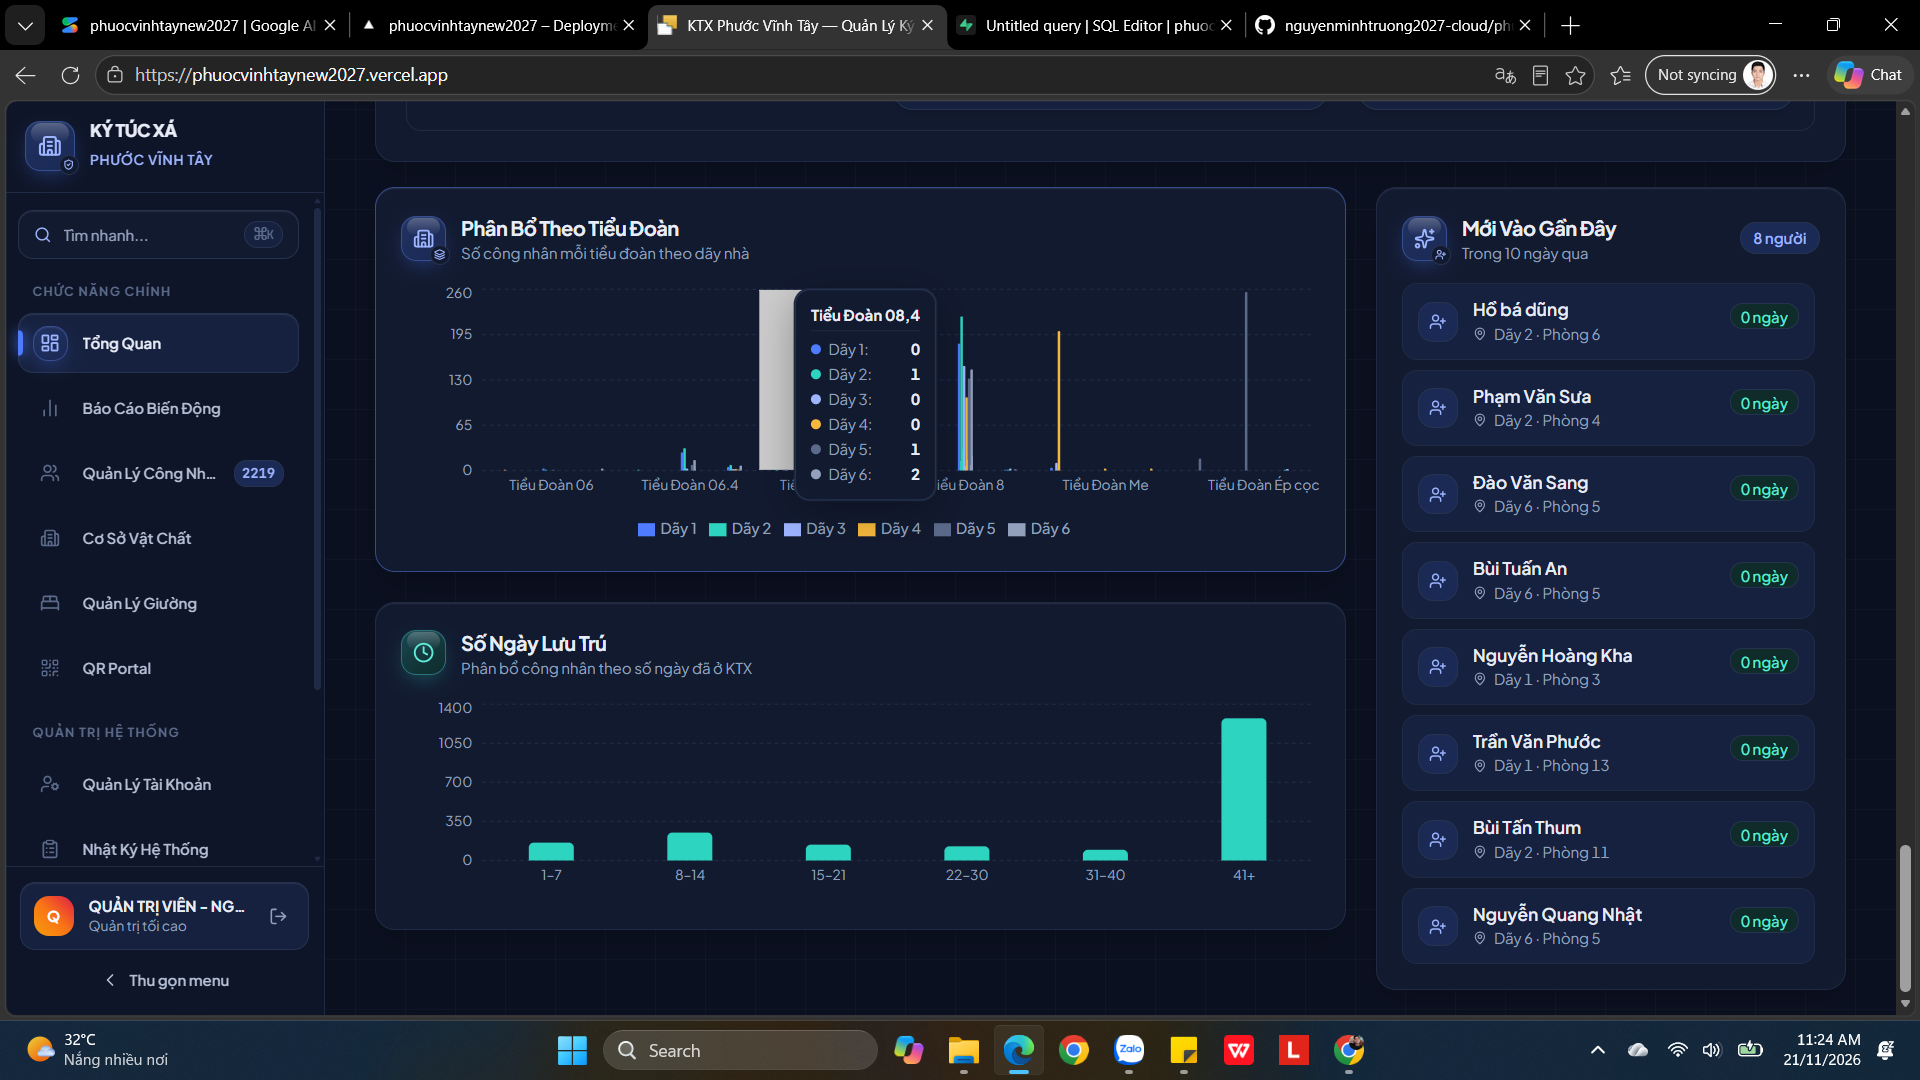 phuocvinhtaynew2027 | Google AI
phuocvinhtaynew2027 – Deployme
KTX Phước Vĩnh Tây — Quản Lý Ký
Untitled query | SQL Editor | phuoc
nguyenminhtruong2027-cloud/ph
https://phuocvinhtaynew2027.vercel.app
Not syncing
Chat
KÝ TÚC XÁ
PHƯỚC VĨNH TÂY
Tìm nhanh...
⌘K
CHỨC NĂNG CHÍNH
Tổng Quan
Báo Cáo Biến Động
Quản Lý Công Nh...
2219
Cơ Sở Vật Chất
Quản Lý Giường
QR Portal
QUẢN TRỊ HỆ THỐNG
Quản Lý Tài Khoản
Nhật Ký Hệ Thống
Q
QUẢN TRỊ VIÊN - NG...
Quản trị tối cao
Thu gọn menu
Phân Bổ Theo Tiểu Đoàn
Số công nhân mỗi tiểu đoàn theo dãy nhà
260
195
130
65
0
Tiểu Đoàn 08,4
Dãy 1: 0
Dãy 2: 1
Dãy 3: 0
Dãy 4: 0
Dãy 5: 1
Dãy 6: 2
Tiểu Đoàn 06
Tiểu Đoàn 06.4
Tiể
iểu Đoàn 8
Tiểu Đoàn Me
Tiểu Đoàn Ép cọc
Dãy 1
Dãy 2
Dãy 3
Dãy 4
Dãy 5
Dãy 6
Số Ngày Lưu Trú
Phân bổ công nhân theo số ngày đã ở KTX
1400
1050
700
350
0
1-7
8-14
15-21
22-30
31-40
41+
Mới Vào Gần Đây
Trong 10 ngày qua
8 người
Hồ bá dũng
Dãy 2 · Phòng 6
0 ngày
Phạm Văn Sưa
Dãy 2 · Phòng 4
0 ngày
Đào Văn Sang
Dãy 6 · Phòng 5
0 ngày
Bùi Tuấn An
Dãy 6 · Phòng 5
0 ngày
Nguyễn Hoàng Kha
Dãy 1 · Phòng 3
0 ngày
Trần Văn Phước
Dãy 1 · Phòng 13
0 ngày
Bùi Tấn Thum
Dãy 2 · Phòng 11
0 ngày
Nguyễn Quang Nhật
Dãy 6 · Phòng 5
0 ngày
32°C
Nắng nhiều nơi
Search
Zalo
W
L
11:24 AM
21/11/2026